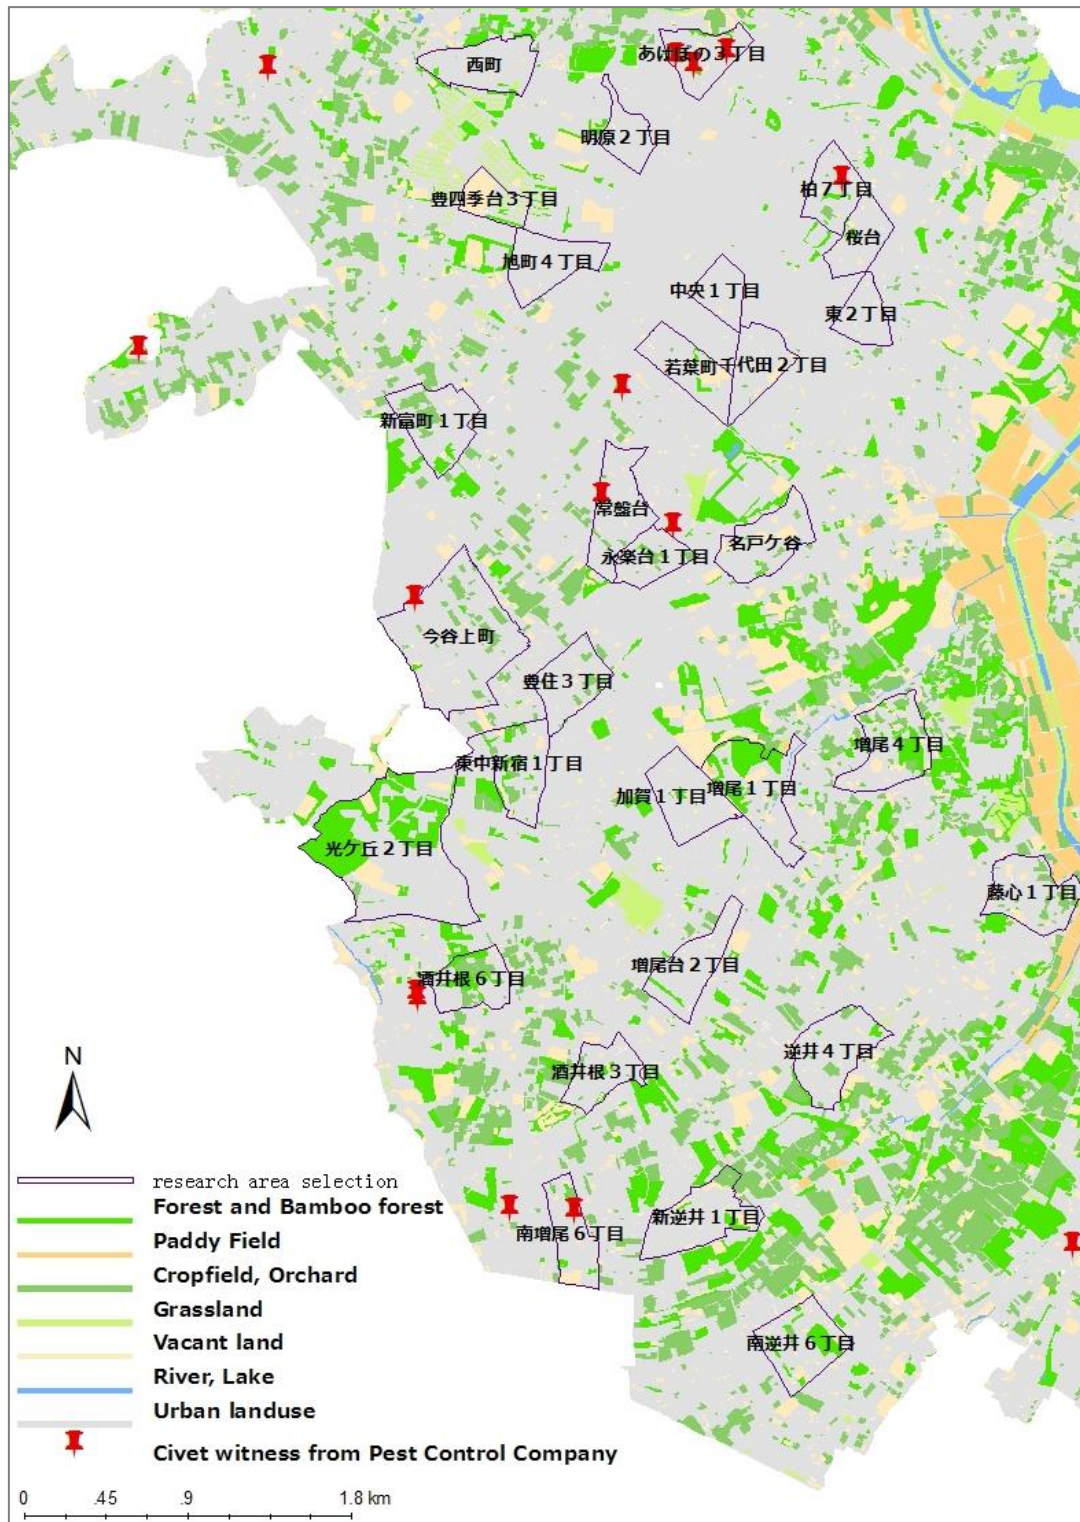 あけぼの3丁目
西町
明原2丁目
柏7丁目
豊四季台3丁目
桜台
旭町4丁目
中央1丁目
東2丁目
若葉町
千代田2丁目
新富町1丁目
常盤台
名戸ケ谷
永楽台1丁目
今谷上町
豊住3丁目
増尾4丁目
東中新宿1丁目
増尾1丁目
加賀1丁目
光ケ丘2丁目
藤心1丁目
増尾台2丁目
酒井根6丁目
逆井4丁目
酒井根3丁目
新逆井1丁目
南増尾6丁目
南逆井6丁目
N
research area selection
Forest and Bamboo forest
Paddy Field
Cropfield, Orchard
Grassland
Vacant land
River, Lake
Urban landuse
Civet witness from Pest Control Company
0 .45 .9 1.8 km